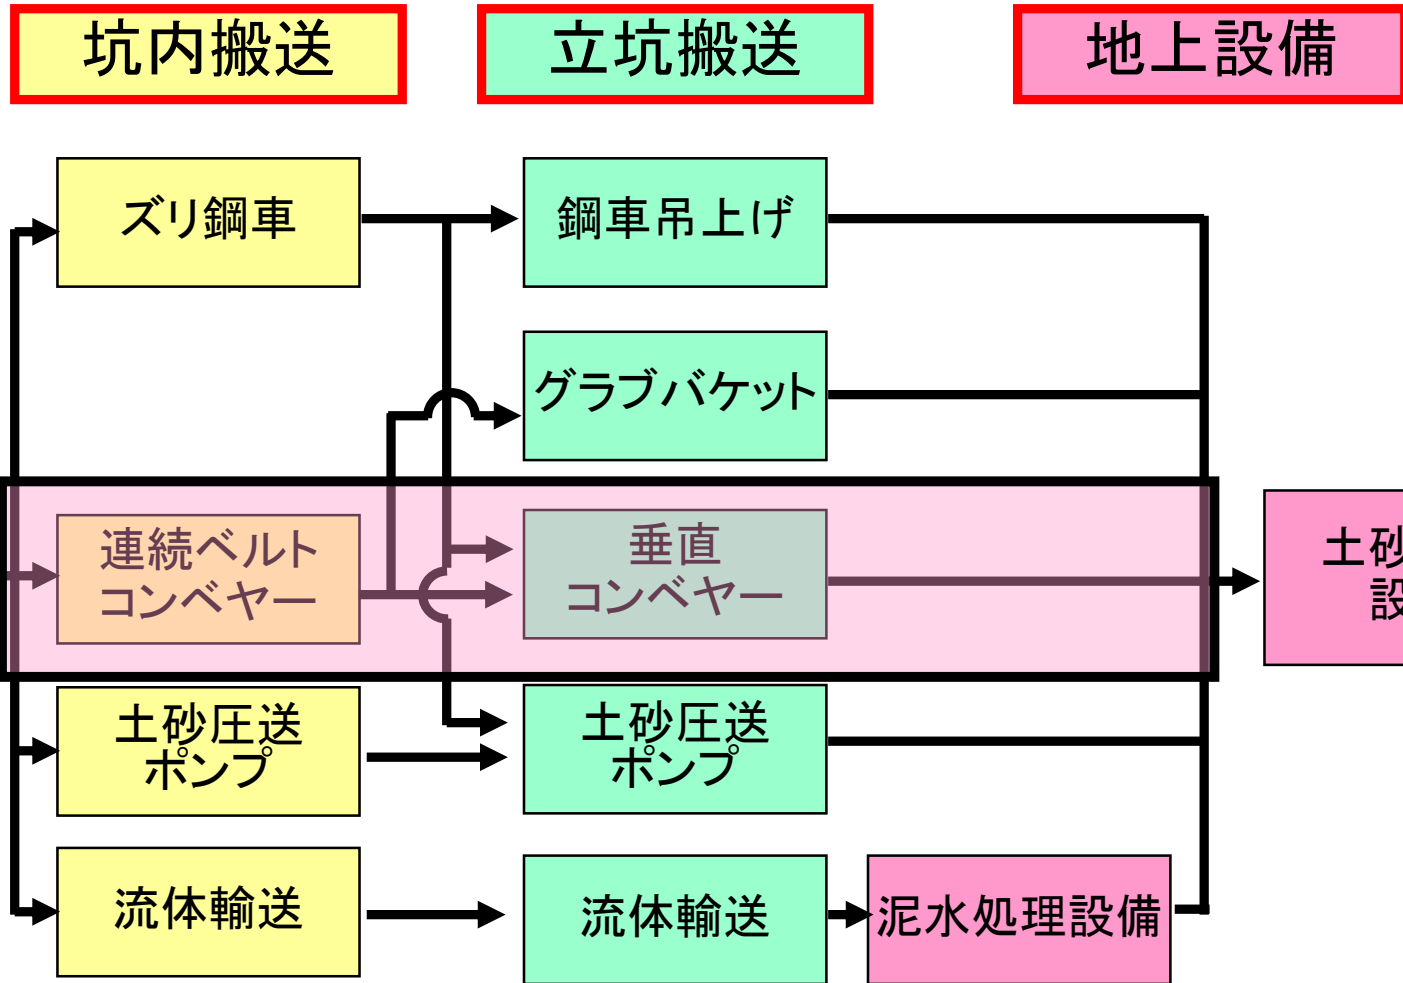 坑内搬送
立坑搬送
地上設備
ズリ鋼車
鋼車吊上げ
グラブバケット
連続ベルト
コンベヤー
垂直
コンベヤー
土砂
設
土砂圧送
ポンプ
土砂圧送
ポンプ
流体輸送
流体輸送
泥水処理設備